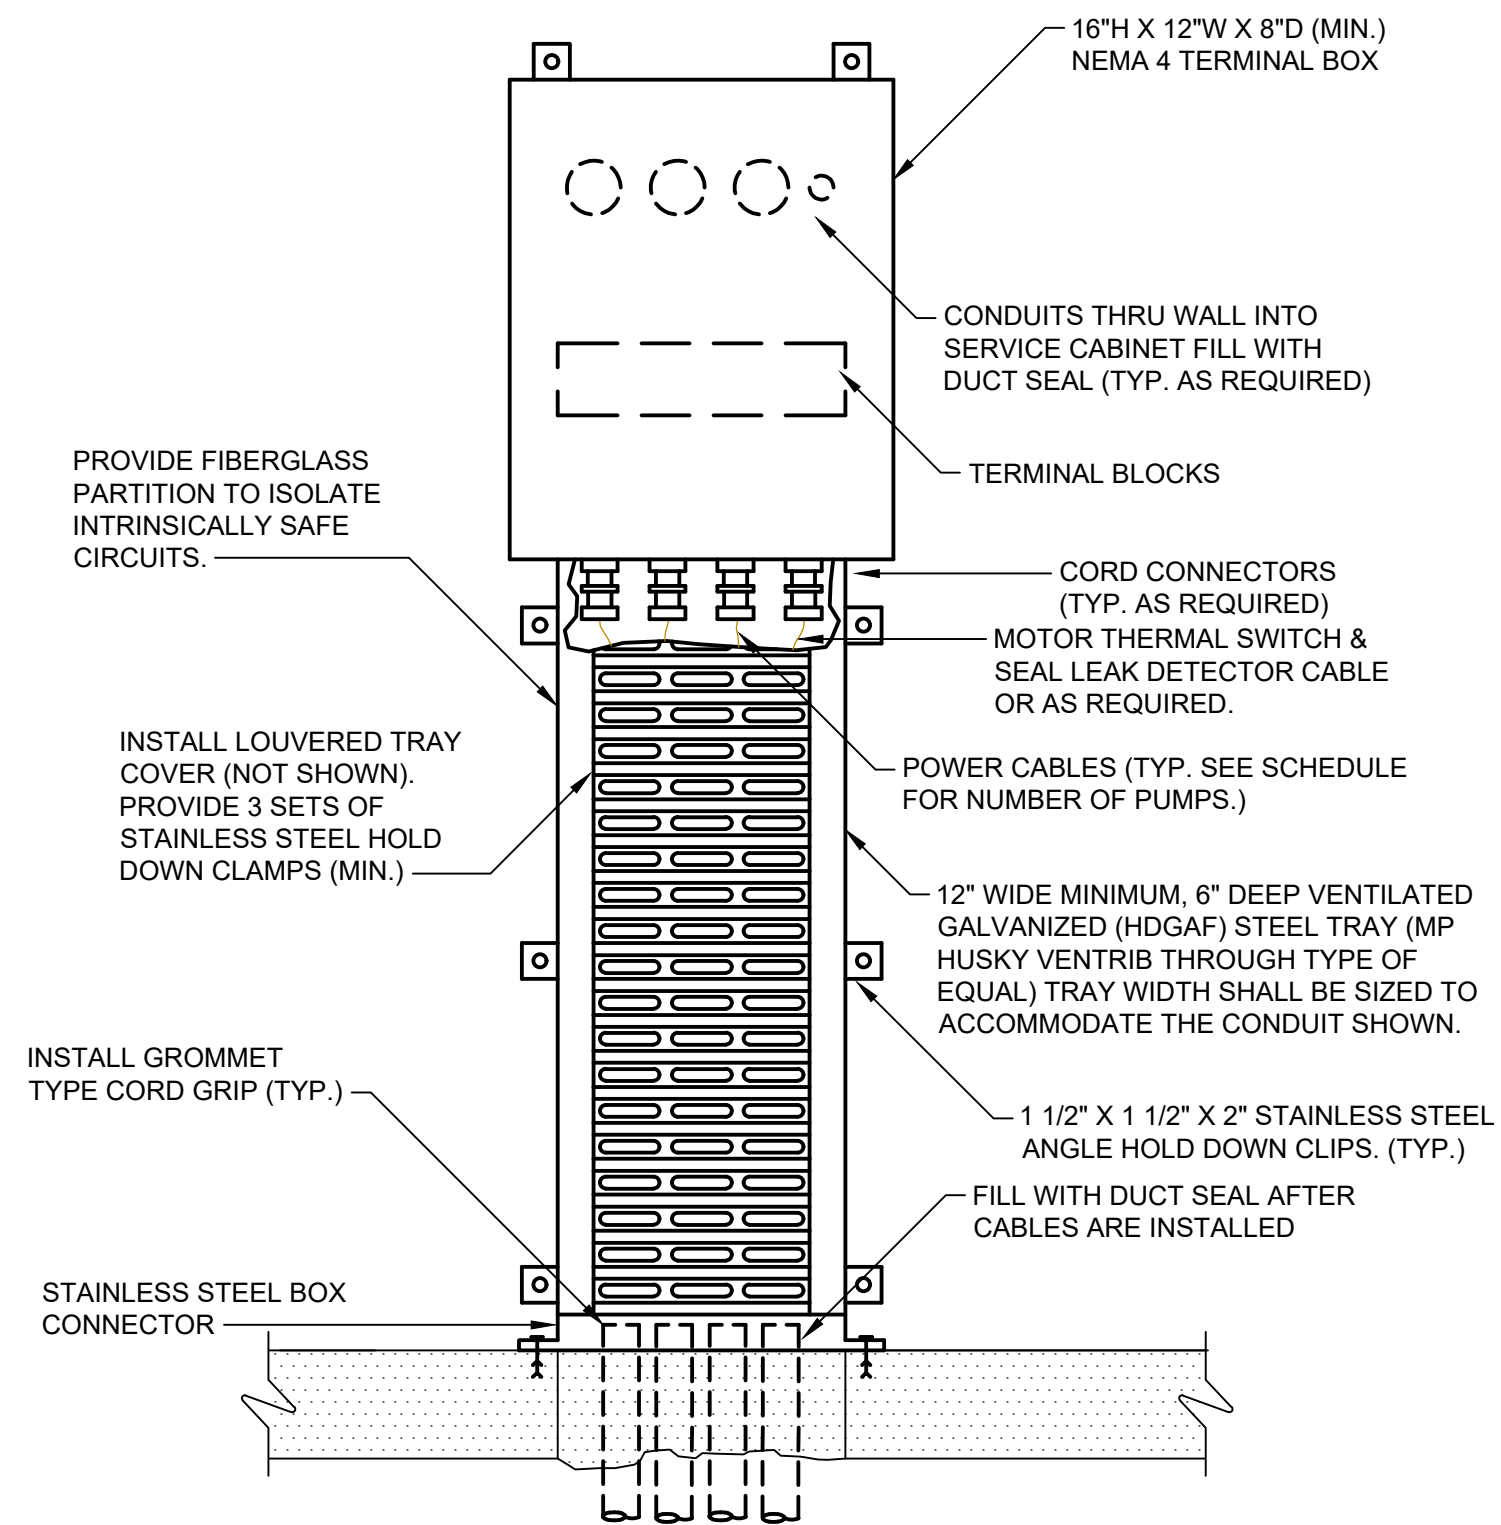 16"H X 12"W X 8"D (MIN.)
NEMA 4 TERMINAL BOX
CONDUITS THRU WALL INTO
SERVICE CABINET FILL WITH
DUCT SEAL (TYP. AS REQUIRED)
TERMINAL BLOCKS
PROVIDE FIBERGLASS
PARTITION TO ISOLATE
INTRINSICALLY SAFE
CIRCUITS.
CORD CONNECTORS
(TYP. AS REQUIRED)
MOTOR THERMAL SWITCH &
SEAL LEAK DETECTOR CABLE
OR AS REQUIRED.
INSTALL LOUVERED TRAY
COVER (NOT SHOWN).
PROVIDE 3 SETS OF
STAINLESS STEEL HOLD
DOWN CLAMPS (MIN.)
POWER CABLES (TYP. SEE SCHEDULE
FOR NUMBER OF PUMPS.)
12" WIDE MINIMUM, 6" DEEP VENTILATED
GALVANIZED (HDGAF) STEEL TRAY (MP
HUSKY VENTRIB THROUGH TYPE OF
EQUAL) TRAY WIDTH SHALL BE SIZED TO
ACCOMMODATE THE CONDUIT SHOWN.
INSTALL GROMMET
TYPE CORD GRIP (TYP.)
1 1/2" X 1 1/2" X 2" STAINLESS STEEL
ANGLE HOLD DOWN CLIPS. (TYP.)
FILL WITH DUCT SEAL AFTER
CABLES ARE INSTALLED
STAINLESS STEEL BOX
CONNECTOR